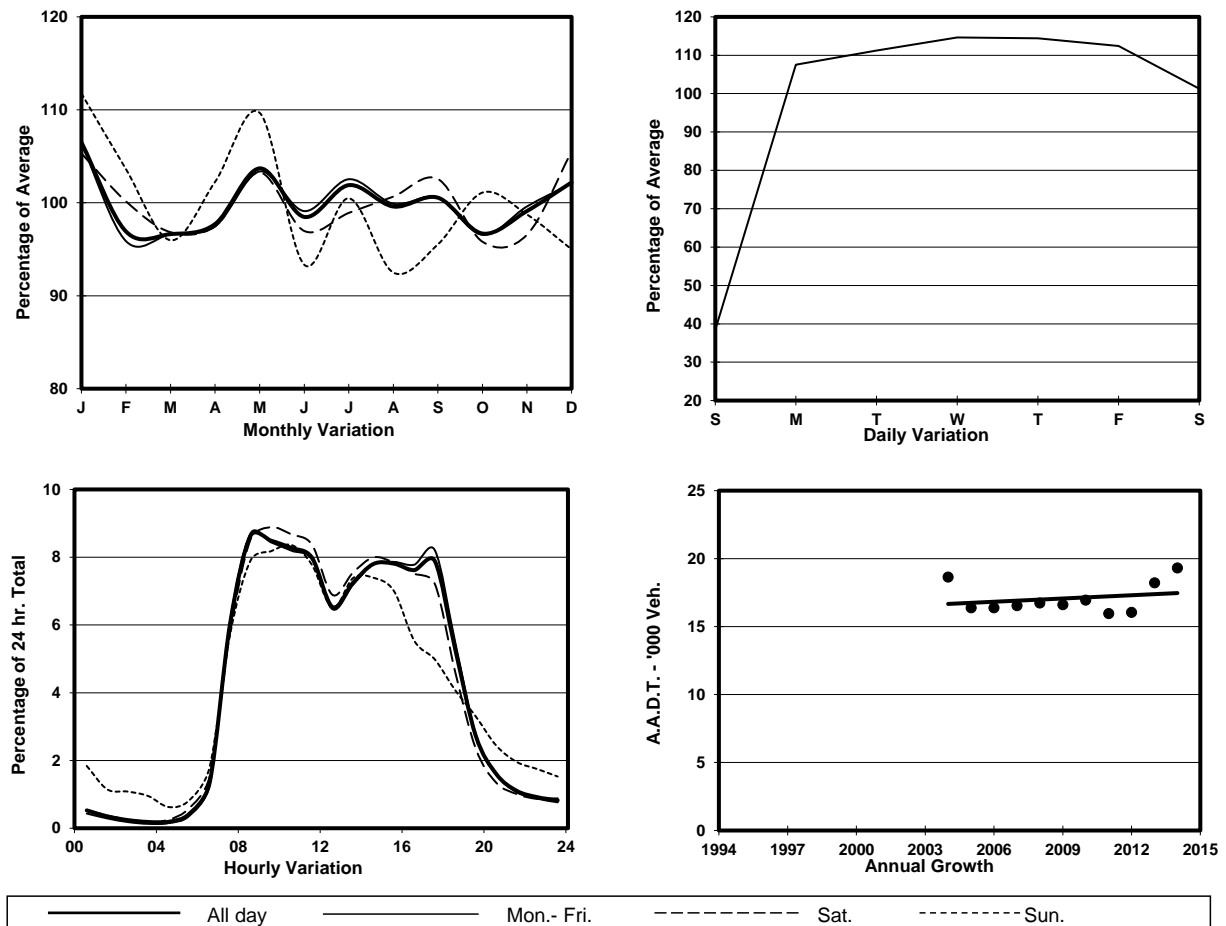 120
110
100
90
80
Percentage of Average
J F M A M J J A S O N D
Monthly Variation
120
110
100
90
80
70
60
50
40
30
20
Percentage of Average
S M T W T F S
Daily Variation
10
8
6
4
2
0
Percentage of 24 hr. Total
00 04 08 12 16 20 24
Hourly Variation
25
20
15
10
5
0
A.A.D.T. - '000 Veh.
1994 1997 2000 2003 2006 2009 2012 2015
Annual Growth
All day Mon.- Fri. Sat. Sun.